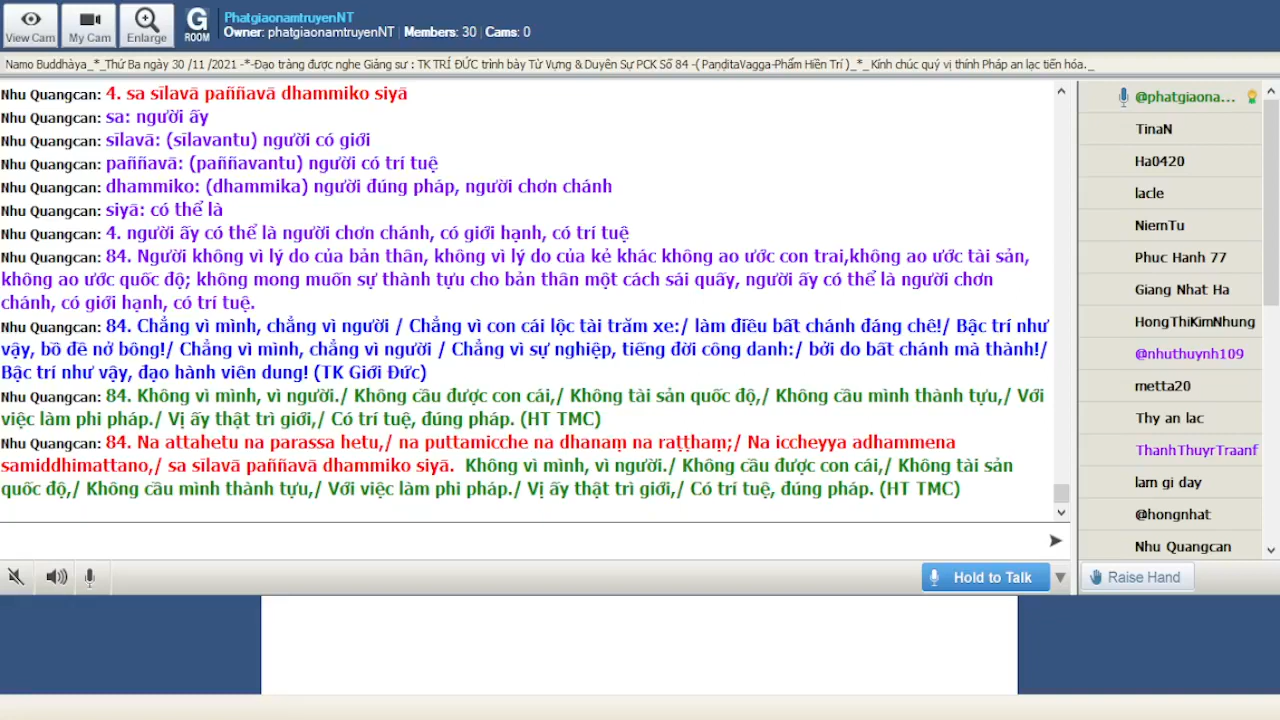 View Cam
My Cam
Enlarge
G
ROOM
PhatgiaonamtruyenNT
Owner: phatgiaonamtruyenNT | Members: 30 | Cams: 0
Namo Buddhàya_*_Thứ Ba ngày 30 /11 /2021 -*-Đạo tràng được nghe Giảng sư : TK TRÍ ĐỨC trình bày Từ Vựng & Duyên Sự PCK Số 84 -( PaṇḍitaVagga-Phẩm Hiền Trí )_*_ Kính chúc quý vị thính Pháp an lạc tiến hóa._
Nhu Quangcan: 4. sa sīlavā paññavā dhammiko siyā
Nhu Quangcan: sa: người ấy
Nhu Quangcan: sīlavā: (sīlavantu) người có giới
Nhu Quangcan: paññavā: (paññavantu) người có trí tuệ
Nhu Quangcan: dhammiko: (dhammika) người đúng pháp, người chơn chánh
Nhu Quangcan: siyā: có thể là
Nhu Quangcan: 4. người ấy có thể là người chơn chánh, có giới hạnh, có trí tuệ
Nhu Quangcan: 84. Người không vì lý do của bản thân, không vì lý do của kẻ khác không ao ước con trai,không ao ước tài sản,
không ao ước quốc độ; không mong muốn sự thành tựu cho bản thân một cách sái quấy, người ấy có thể là người chơn
chánh, có giới hạnh, có trí tuệ.
Nhu Quangcan: 84. Chẳng vì mình, chẳng vì người / Chẳng vì con cái lộc tài trăm xe:/ làm điều bất chánh đáng chê!/ Bậc trí như
vậy, bồ đề nở bông!/ Chẳng vì mình, chẳng vì người / Chẳng vì sự nghiệp, tiếng đời công danh:/ bởi do bất chánh mà thành!/
Bậc trí như vậy, đạo hành viên dung! (TK Giới Đức)
Nhu Quangcan: 84. Không vì mình, vì người./ Không cầu được con cái,/ Không tài sản quốc độ,/ Không cầu mình thành tựu,/ Với
việc làm phi pháp./ Vị ấy thật trì giới,/ Có trí tuệ, đúng pháp. (HT TMC)
Nhu Quangcan: 84. Na attahetu na parassa hetu,/ na puttamicche na dhanaṃ na raṭṭhaṃ;/ Na iccheyya adhammena
samiddhimattano,/ sa sīlavā paññavā dhammiko siyā. Không vì mình, vì người./ Không cầu được con cái,/ Không tài sản
quốc độ,/ Không cầu mình thành tựu,/ Với việc làm phi pháp./ Vị ấy thật trì giới,/ Có trí tuệ, đúng pháp. (HT TMC)
@phatgiaona...
TinaN
Ha0420
lacle
NiemTu
Phuc Hanh 77
Giang Nhat Ha
HongThiKimNhung
@nhuthuynh109
metta20
Thy an lac
ThanhThuyrTraanf
lam gi day
@hongnhat
Nhu Quangcan
Hold to Talk
Raise Hand